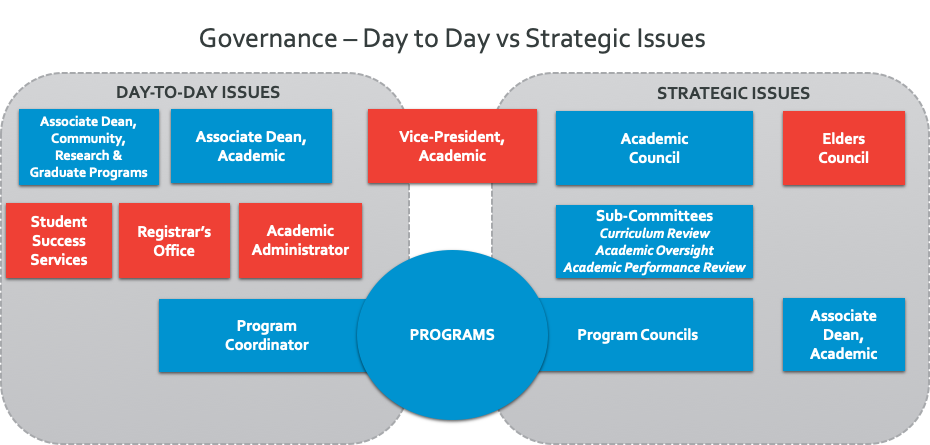 Governance – Day to Day vs Strategic Issues
DAY-TO-DAY ISSUES
STRATEGIC ISSUES
Associate Dean,
Community,
Research &
Graduate Programs
Associate Dean,
Academic
Vice-President,
Academic
Academic
Council
Elders
Council
Student
Success
Services
Registrar’s
Office
Academic
Administrator
Sub-Committees
Curriculum Review
Academic Oversight
Academic Performance Review
Program
Coordinator
PROGRAMS
Program Councils
Associate
Dean,
Academic